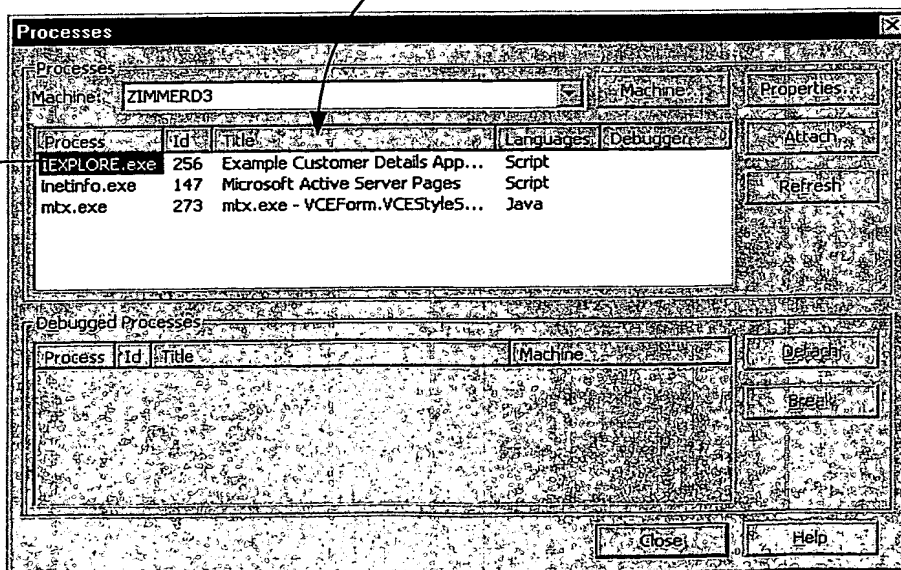 Processes
Processes
Machine: ZIMMERD3 Machine... Properties...
Process Id Title Languages Debugger Attach
IEXPLORE.exe 256 Example Customer Details App... Script
inetinfo.exe 147 Microsoft Active Server Pages Script Refresh
mtx.exe 273 mtx.exe - VCEForm.VCEStyleS... Java
Debugged Processes
Process Id Title Machine Detach
Break
Close Help